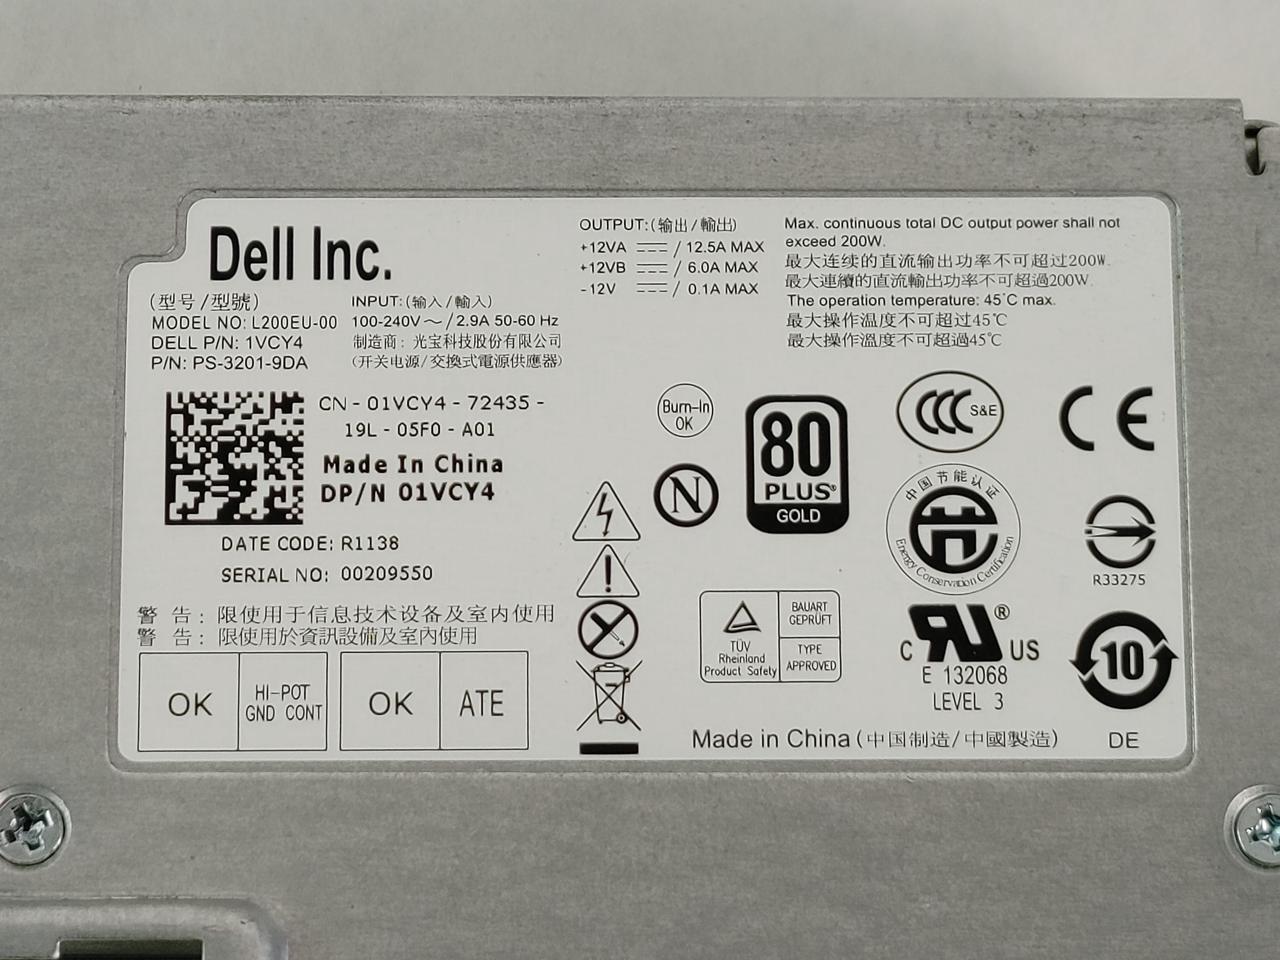 Dell Inc.
(型号/型號)
MODEL NO: L200EU-00
DELL P/N: 1VCY4
P/N: PS-3201-9DA
INPUT: (输入/輸入)
100-240V～/2.9A 50-60 Hz
制造商: 光宝科技股份有限公司
(开关电源/交換式電源供應器)
OUTPUT: (输出/輸出)
+12VA ⎓ / 12.5A MAX
+12VB ⎓ / 6.0A MAX
-12V ⎓ / 0.1A MAX
Max. continuous total DC output power shall not
exceed 200W.
最大连续的直流输出功率不可超过200W.
最大連續的直流輸出功率不可超過200W.
The operation temperature: 45°C max.
最大操作温度不可超过45℃
最大操作溫度不可超過45℃
CN - 01VCY4 - 72435 -
19L - 05F0 - A01
Made In China
DP/N 01VCY4
DATE CODE: R1138
SERIAL NO: 00209550
警 告: 限使用于信息技术设备及室内使用
警 告: 限使用於資訊設備及室內使用
OK
HI-POT
GND CONT
OK
ATE
Burn-In
OK
N
80
PLUS®
GOLD
CCC S&E
CE
中国节能认证
Energy Conservation Certification
R33275
TÜV
Rheinland
Product Safety
BAUART
GEPRÜFT
TYPE
APPROVED
C RU® US
E 132068
LEVEL 3
10
Made in China (中国制造/中國製造)
DE